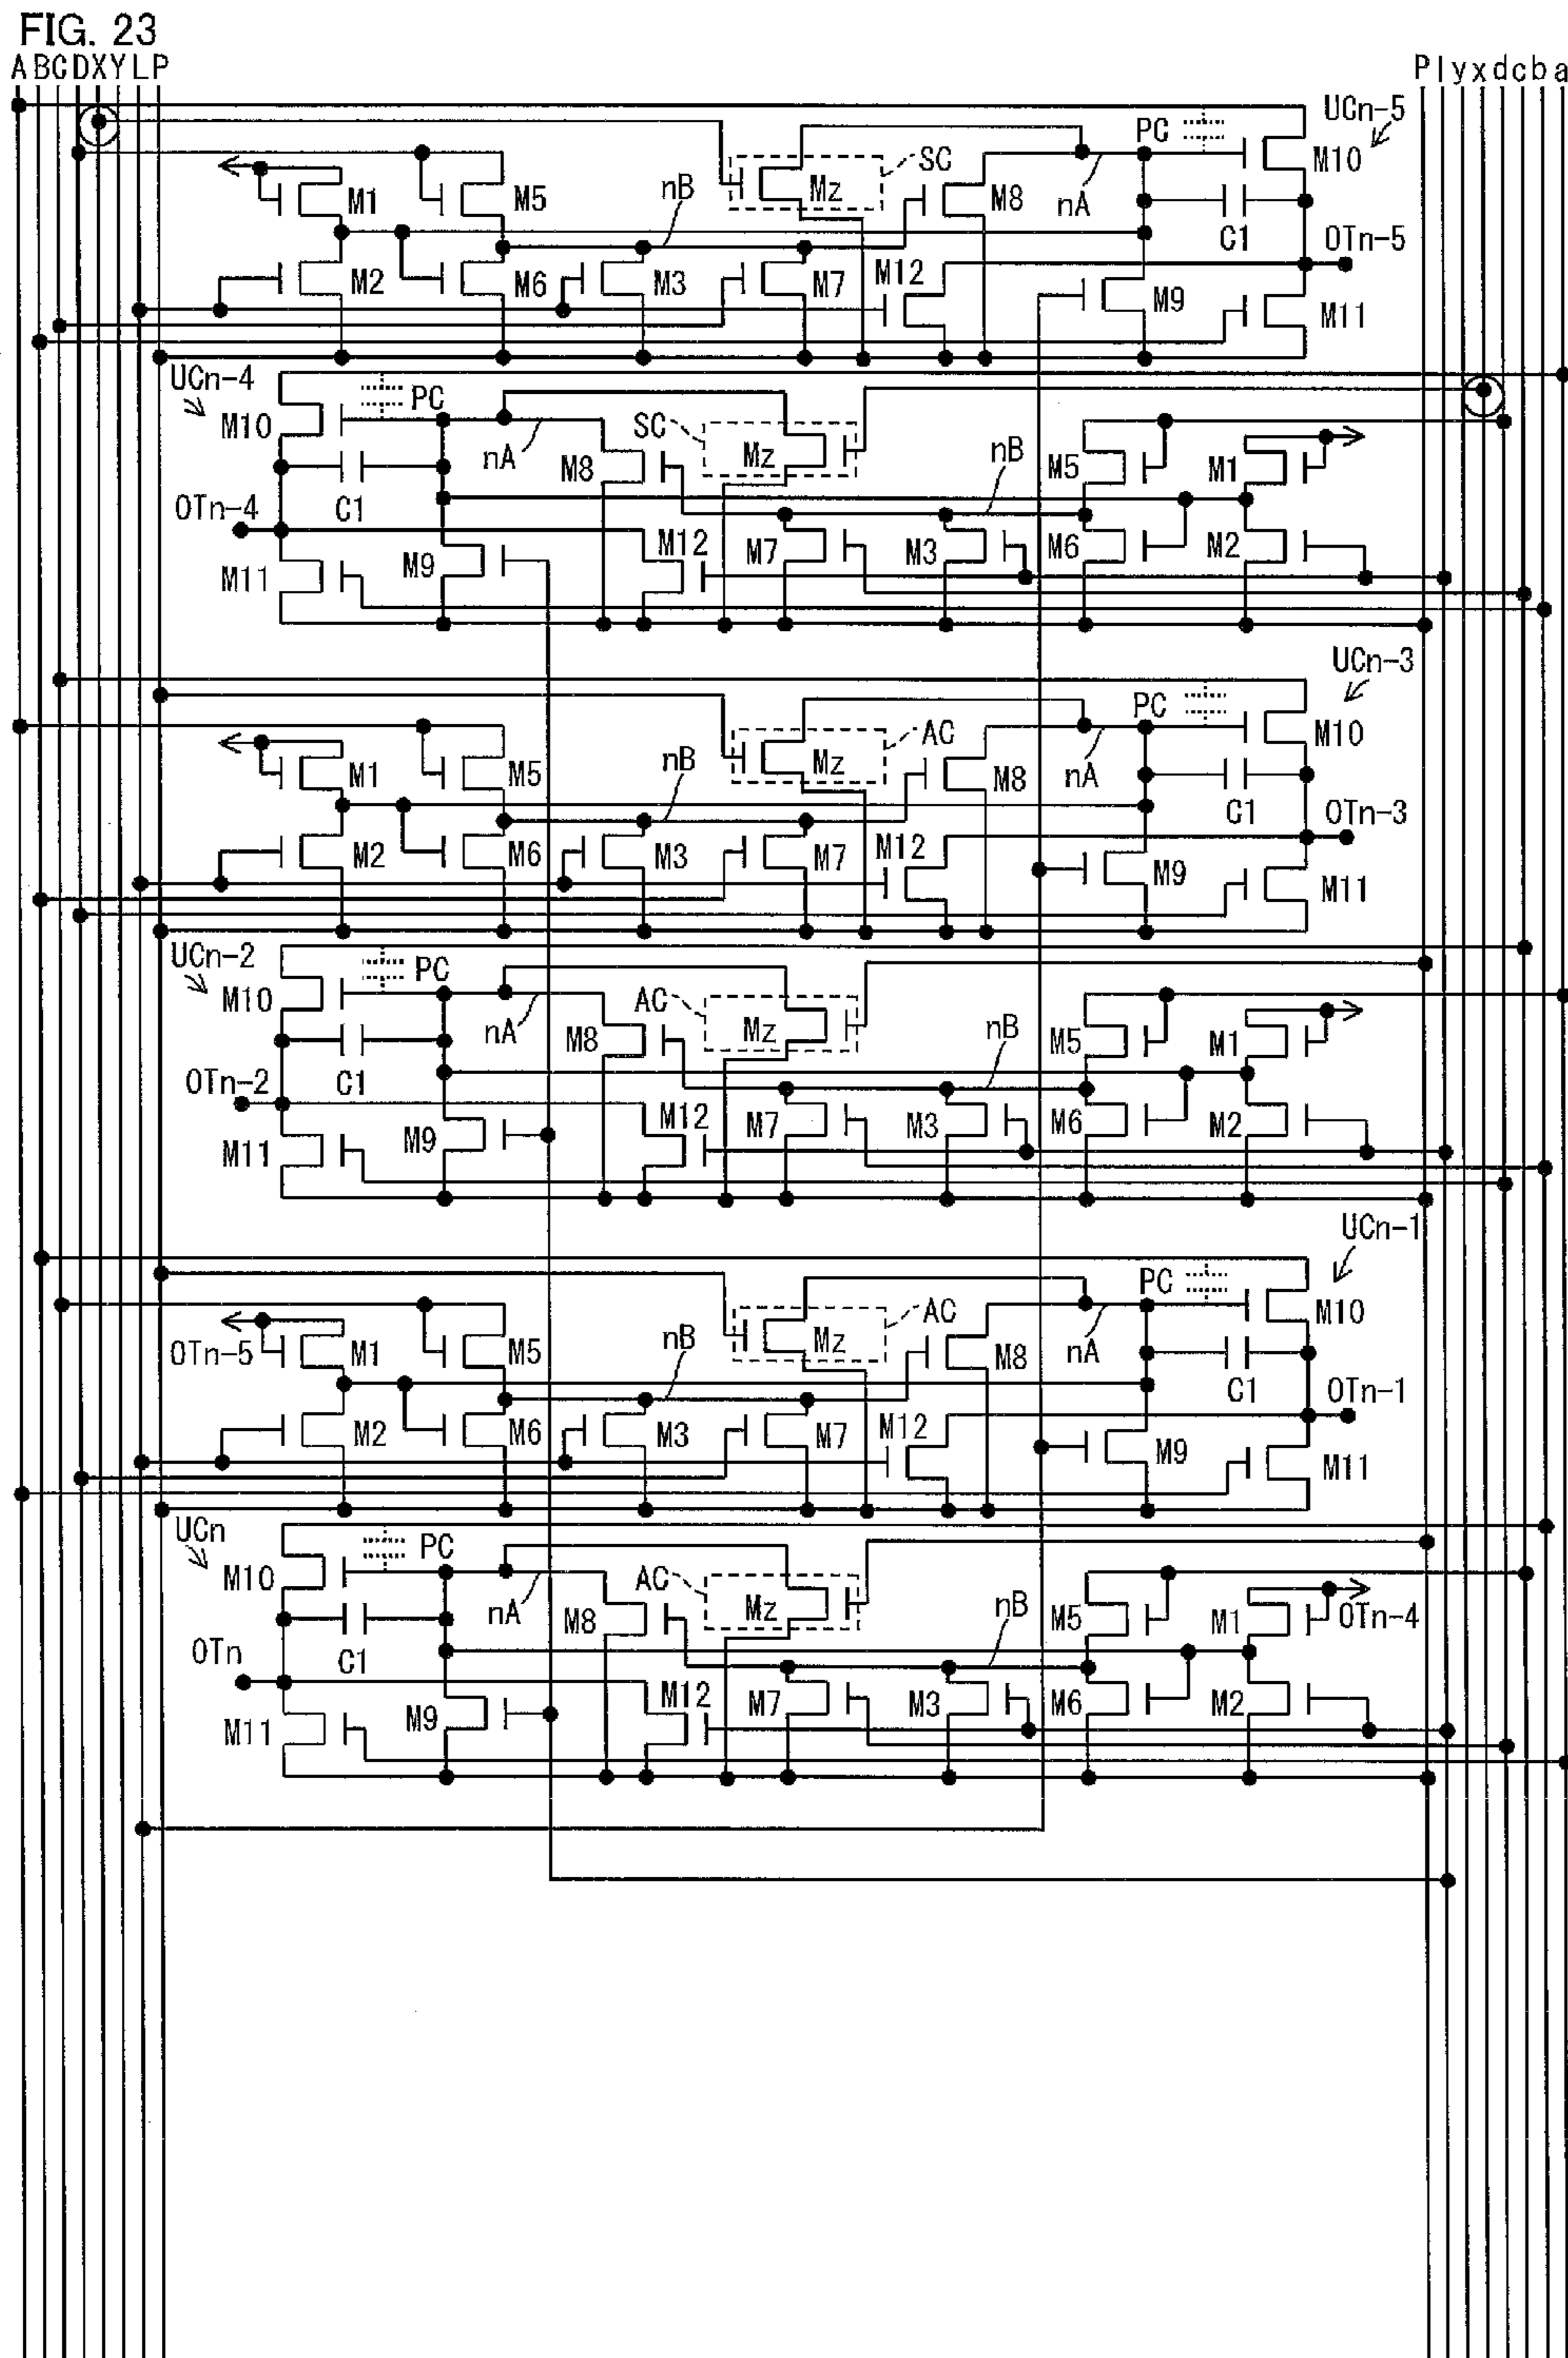 FIG. 23
A B C D X Y L P
P l y x d c b a
UCn-5
PC
M10
SC
M1
M5
nB
Mz
M8
nA
C1
OTn-5
M2
M6
M3
M7
M12
M9
M11
UCn-4
PC
M10
SC
nA
M8
Mz
nB
M5
M1
OTn-4
C1
M12
M7
M3
M6
M2
M11
M9
UCn-3
PC
M10
AC
M1
M5
nB
Mz
M8
nA
C1
OTn-3
M2
M6
M3
M7
M12
M9
M11
UCn-2
PC
M10
AC
nA
M8
Mz
nB
M5
M1
OTn-2
C1
M12
M7
M3
M6
M2
M11
M9
UCn-1
PC
M10
AC
OTn-5
M1
M5
nB
Mz
M8
nA
C1
OTn-1
M2
M6
M3
M7
M12
M9
M11
UCn
PC
M10
AC
nA
M8
Mz
nB
M5
M1
OTn-4
OTn
C1
M12
M7
M3
M6
M2
M11
M9